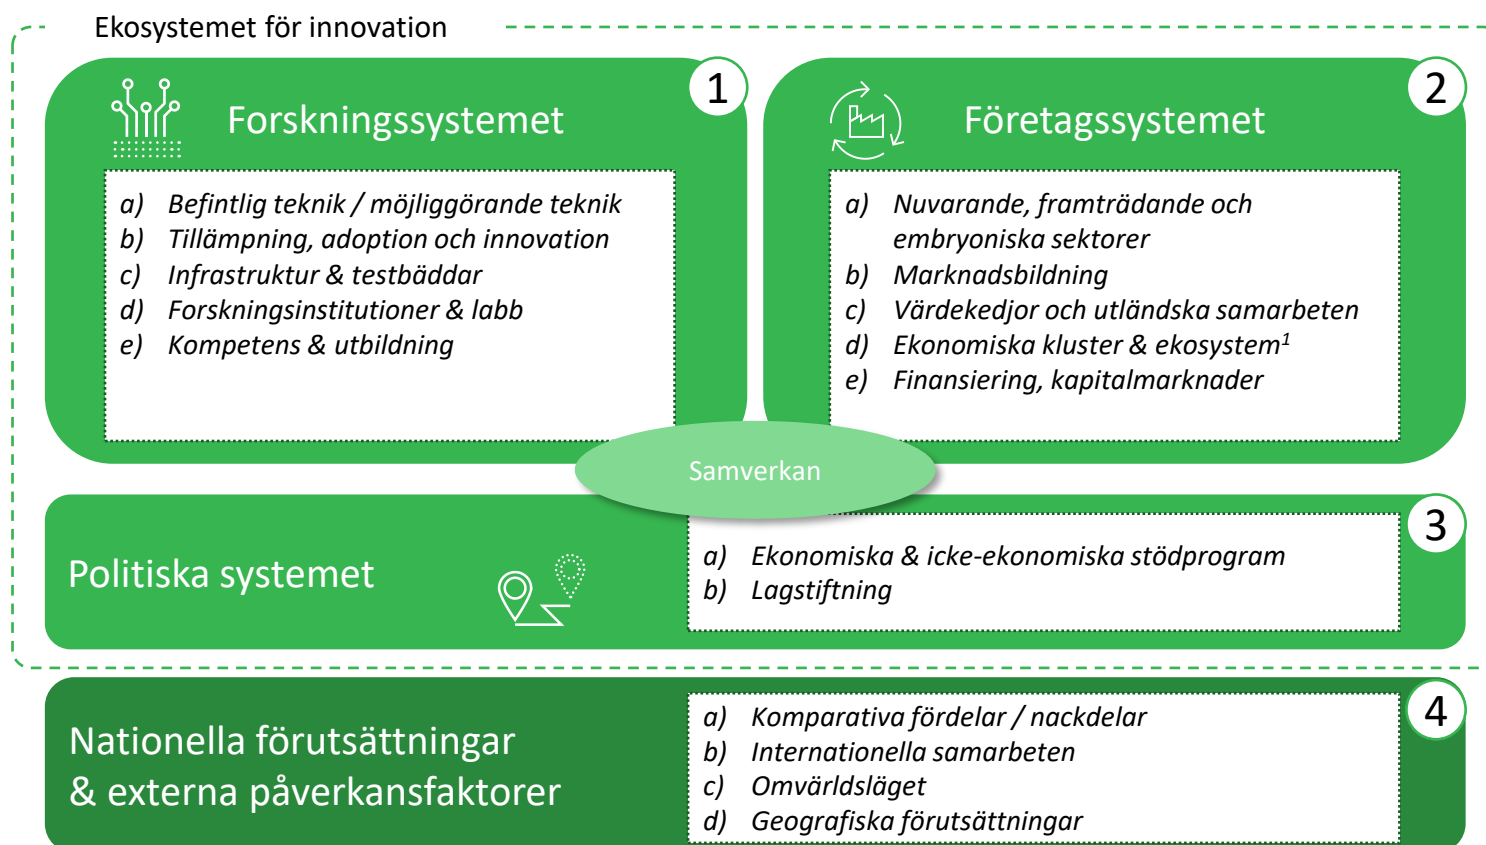 Ekosystemet för innovation
1
Forskningssystemet
a) Befintlig teknik / möjliggörande teknik
b) Tillämpning, adoption och innovation
c) Infrastruktur & testbäddar
d) Forskningsinstitutioner & labb
e) Kompetens & utbildning
2
Företagssystemet
a) Nuvarande, framträdande och
embryoniska sektorer
b) Marknadsbildning
c) Värdekedjor och utländska samarbeten
d) Ekonomiska kluster & ekosystem¹
e) Finansiering, kapitalmarknader
Samverkan
3
Politiska systemet
a) Ekonomiska & icke-ekonomiska stödprogram
b) Lagstiftning
4
Nationella förutsättningar
& externa påverkansfaktorer
a) Komparativa fördelar / nackdelar
b) Internationella samarbeten
c) Omvärldsläget
d) Geografiska förutsättningar